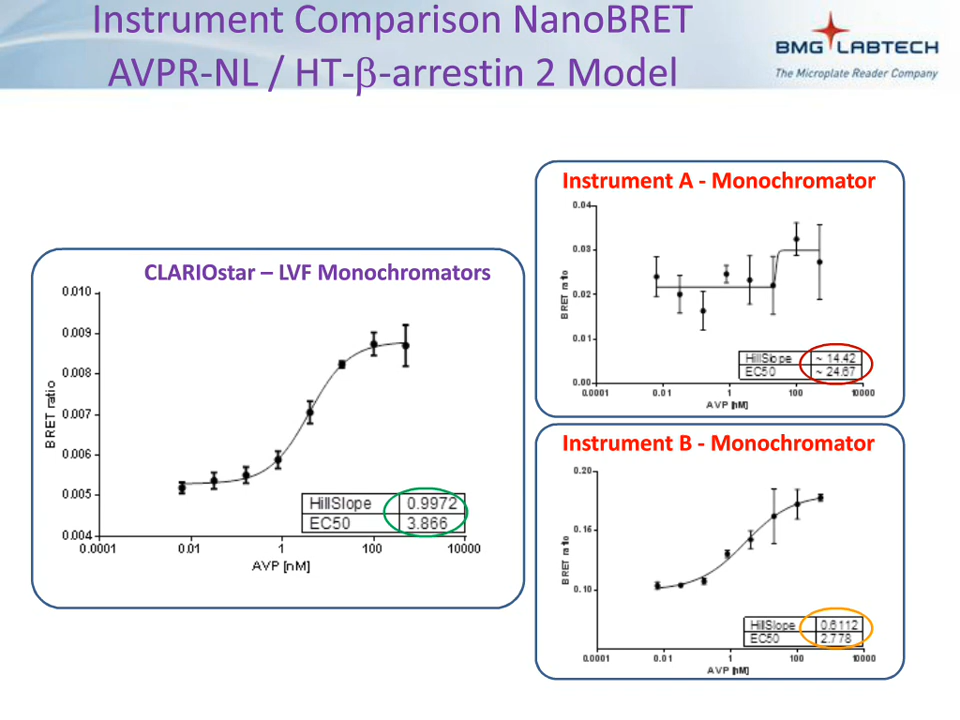 Instrument Comparison NanoBRET
AVPR-NL / HT-β-arrestin 2 Model
BMG LABTECH
The Microplate Reader Company
CLARIOstar – LVF Monochromators
0.010
0.009
0.008
0.007
0.006
0.005
0.004
BRET ratio
HillSlope 0.9972
EC50 3.866
0.0001 0.01 1 100 10000
AVP [nM]
Instrument A - Monochromator
0.04
0.03
0.02
0.01
0.00
BRET ratio
HillSlope ~ 14.42
EC50 ~ 24.67
0.0001 0.01 1 100 10000
AVP [nM]
Instrument B - Monochromator
0.20
0.16
0.10
BRET ratio
HillSlope 0.6112
EC50 2.778
0.0001 0.01 1 100 10000
AVP [nM]